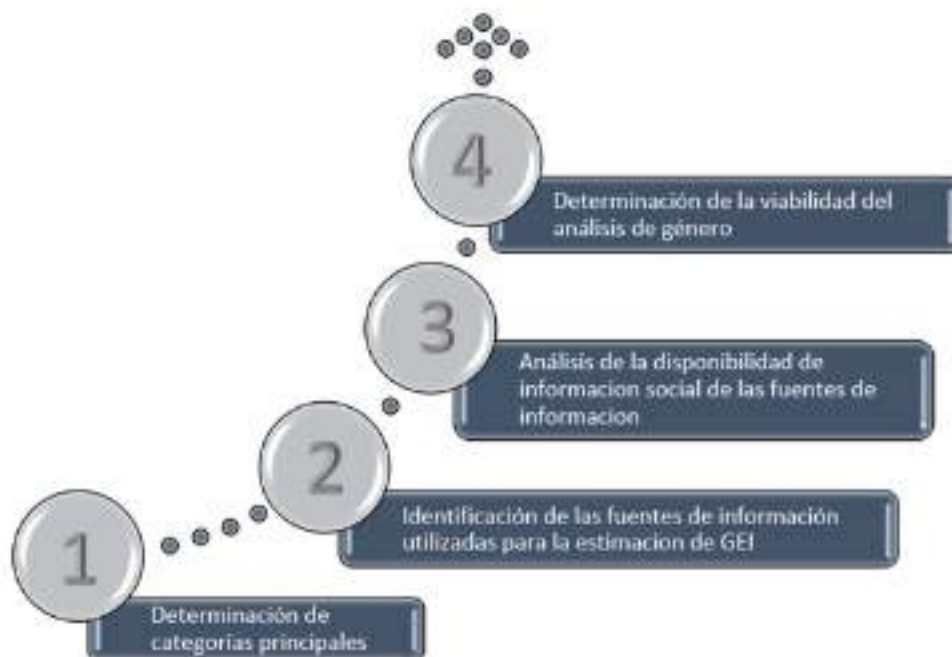 4
Determinación de la viabilidad del
análisis de género
3
Análisis de la disponibilidad de
informacion social de las fuentes de
informacion
2
Identificación de las fuentes de información
utilizadas para la estimacion de GEI
1
Determinación de
categorías principales